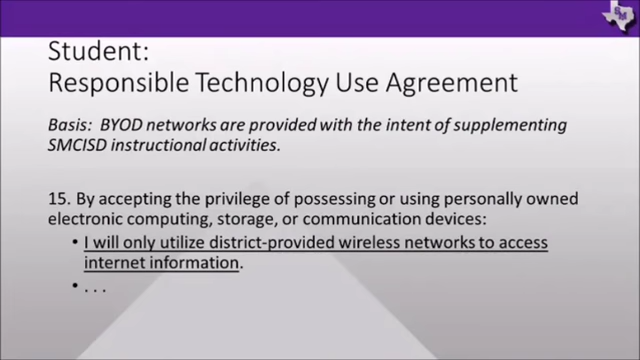 Student:
Responsible Technology Use Agreement
Basis: BYOD networks are provided with the intent of supplementing
SMCISD instructional activities.
15. By accepting the privilege of possessing or using personally owned
electronic computing, storage, or communication devices:
• I will only utilize district-provided wireless networks to access
internet information.
• . . .